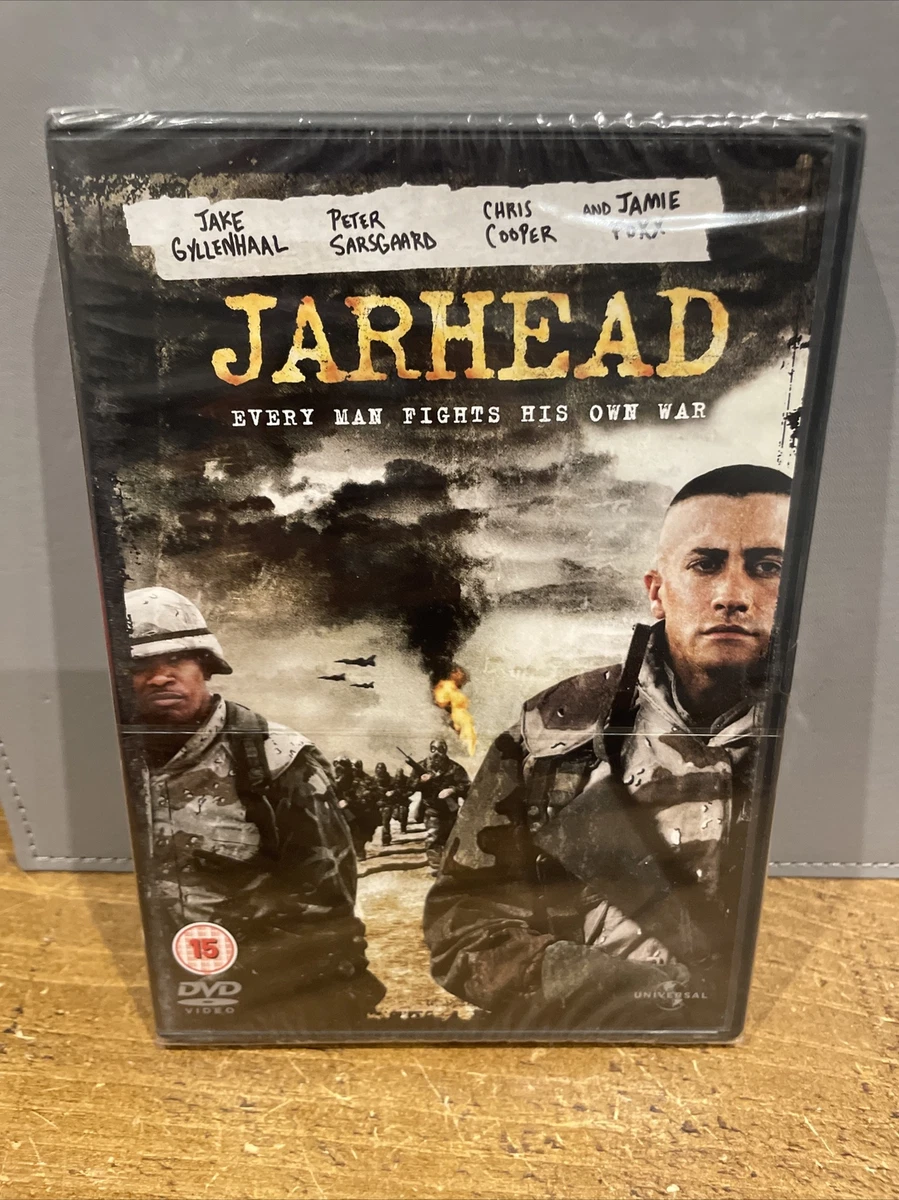 JAKE GYLLENHAAL
PETER SARSGAARD
CHRIS COOPER
AND JAMIE FOXX
JARHEAD
EVERY MAN FIGHTS HIS OWN WAR
15
DVD
VIDEO
UNIVERSAL